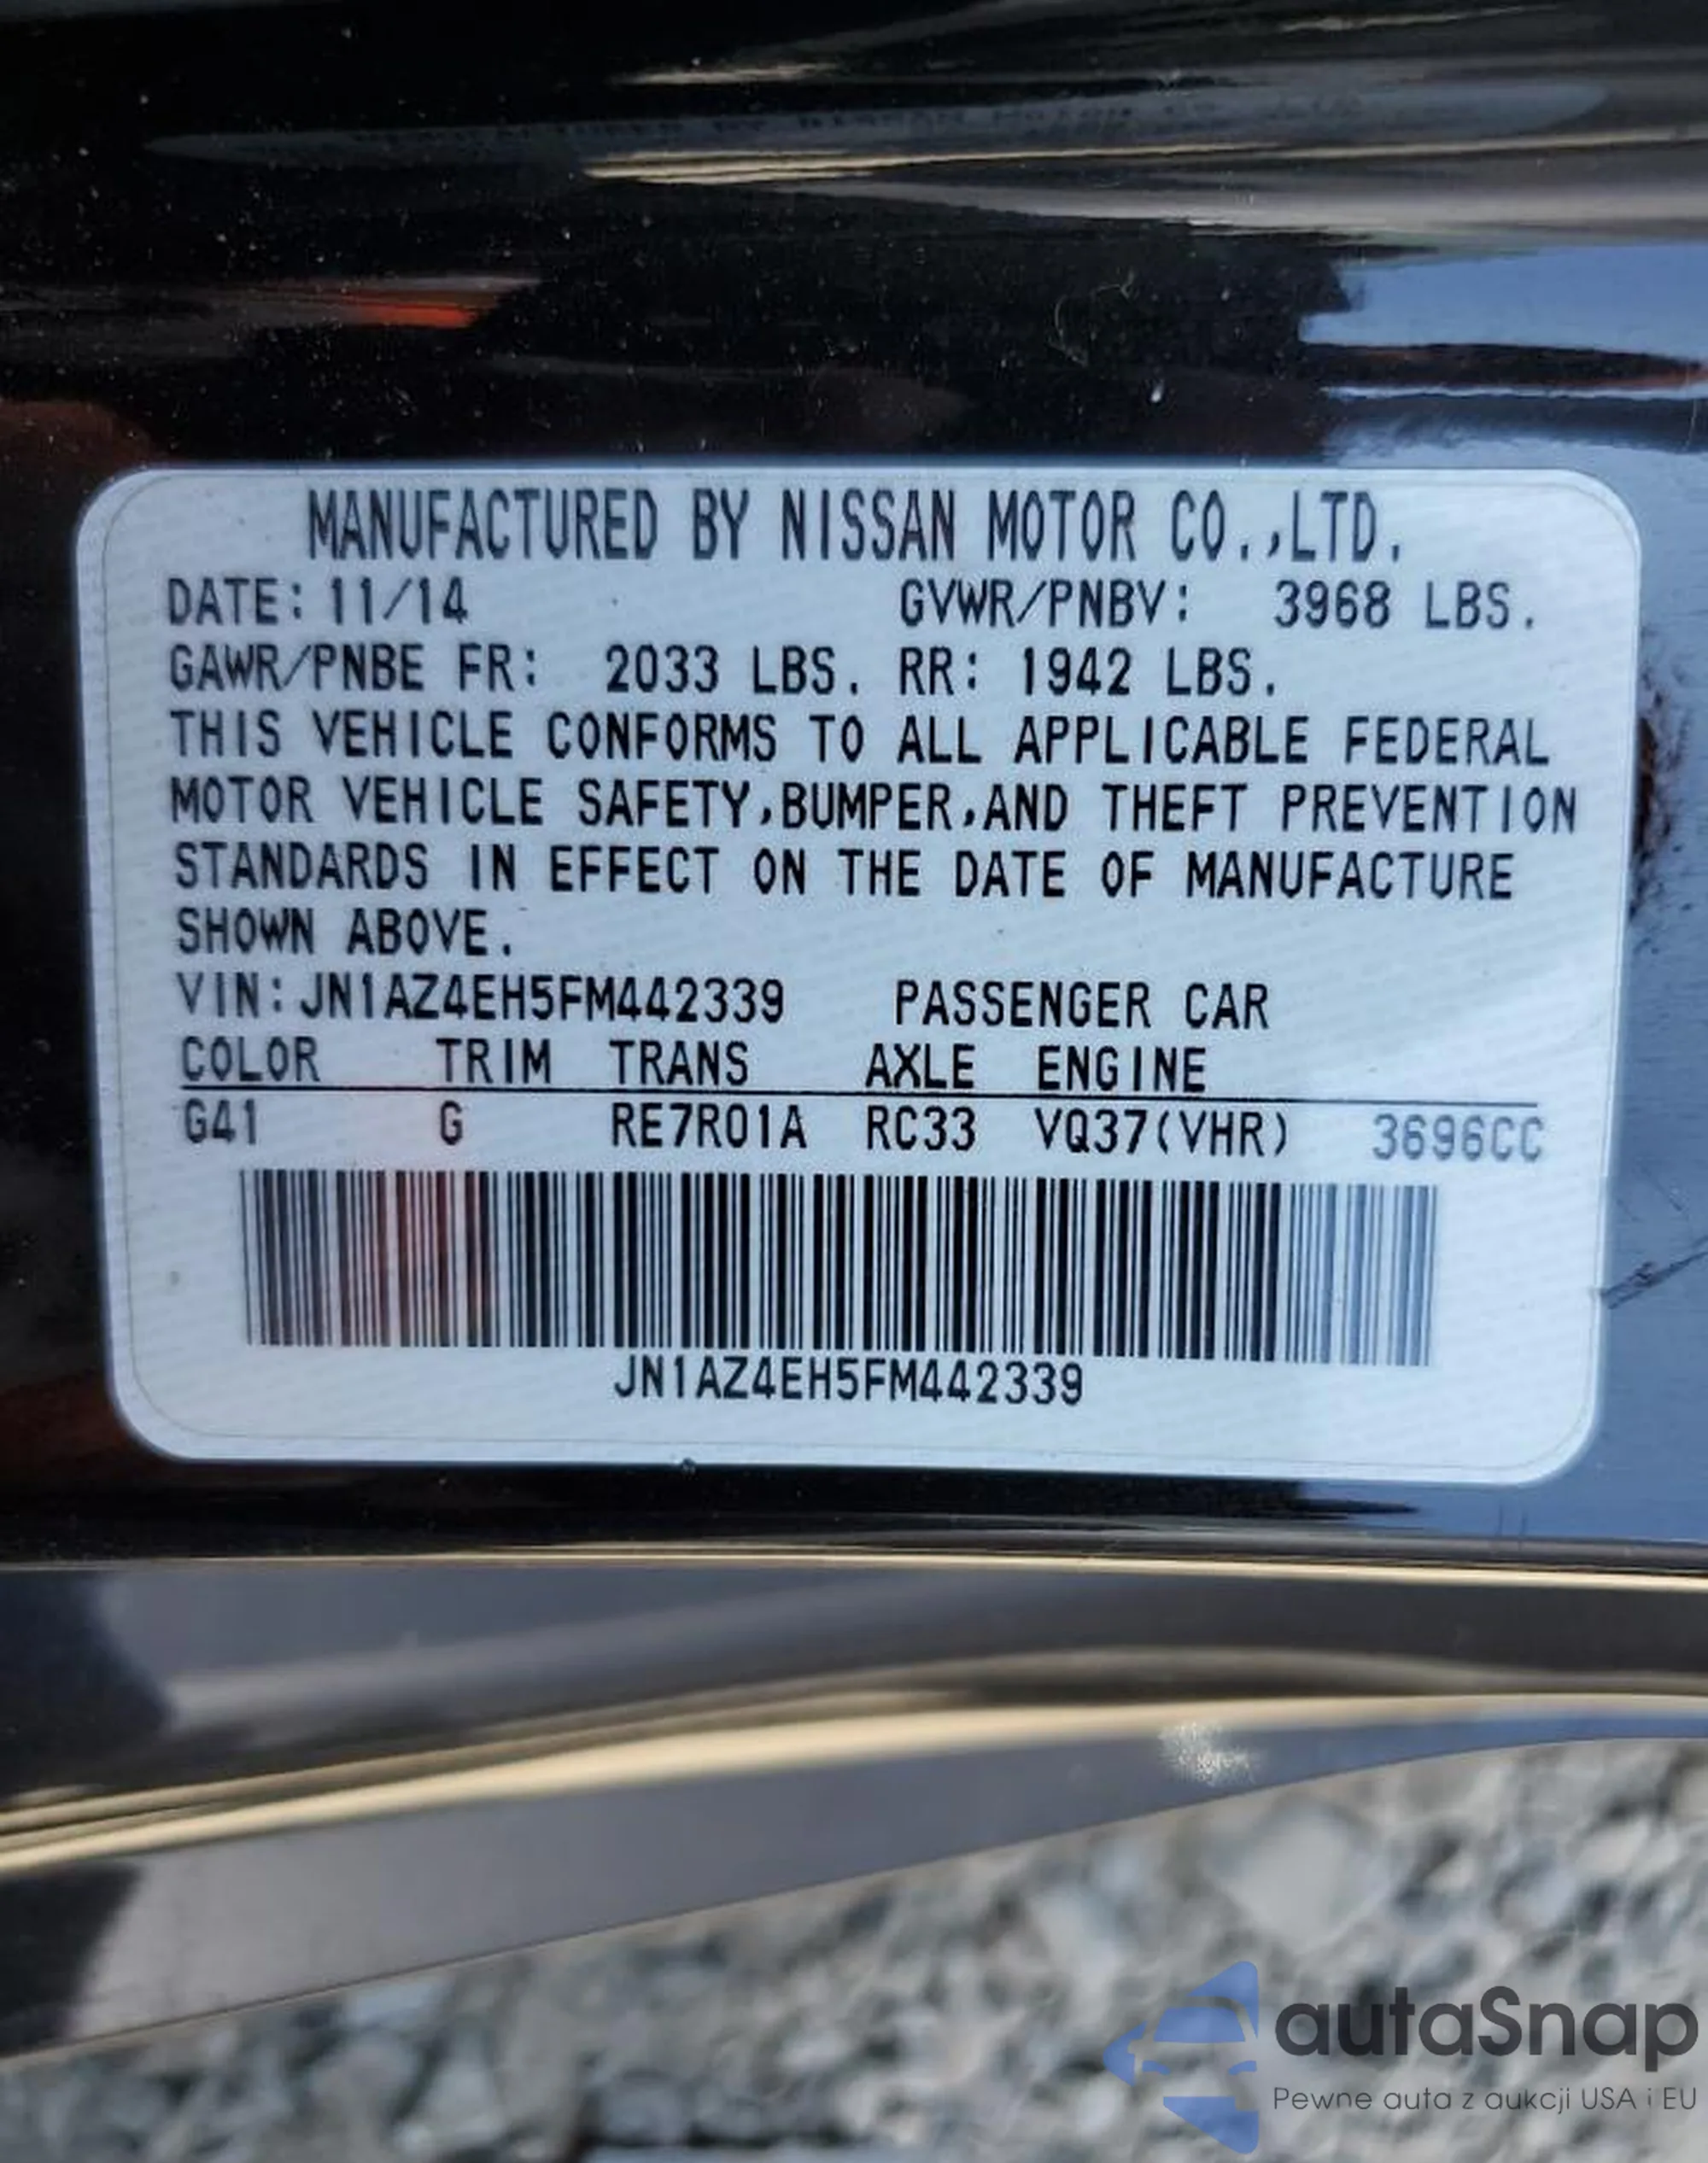 MANUFACTURED BY NISSAN MOTOR CO.,LTD.
DATE: 11/14 GVWR/PNBV: 3968 LBS.
GAWR/PNBE FR: 2033 LBS. RR: 1942 LBS.
THIS VEHICLE CONFORMS TO ALL APPLICABLE FEDERAL
MOTOR VEHICLE SAFETY,BUMPER,AND THEFT PREVENTION
STANDARDS IN EFFECT ON THE DATE OF MANUFACTURE
SHOWN ABOVE.
VIN:JN1AZ4EH5FM442339 PASSENGER CAR
COLOR TRIM TRANS AXLE ENGINE
G41 G RE7R01A RC33 VQ37(VHR) 3696CC
JN1AZ4EH5FM442339
autaSnap
Pewne auta z aukcji USA i EU